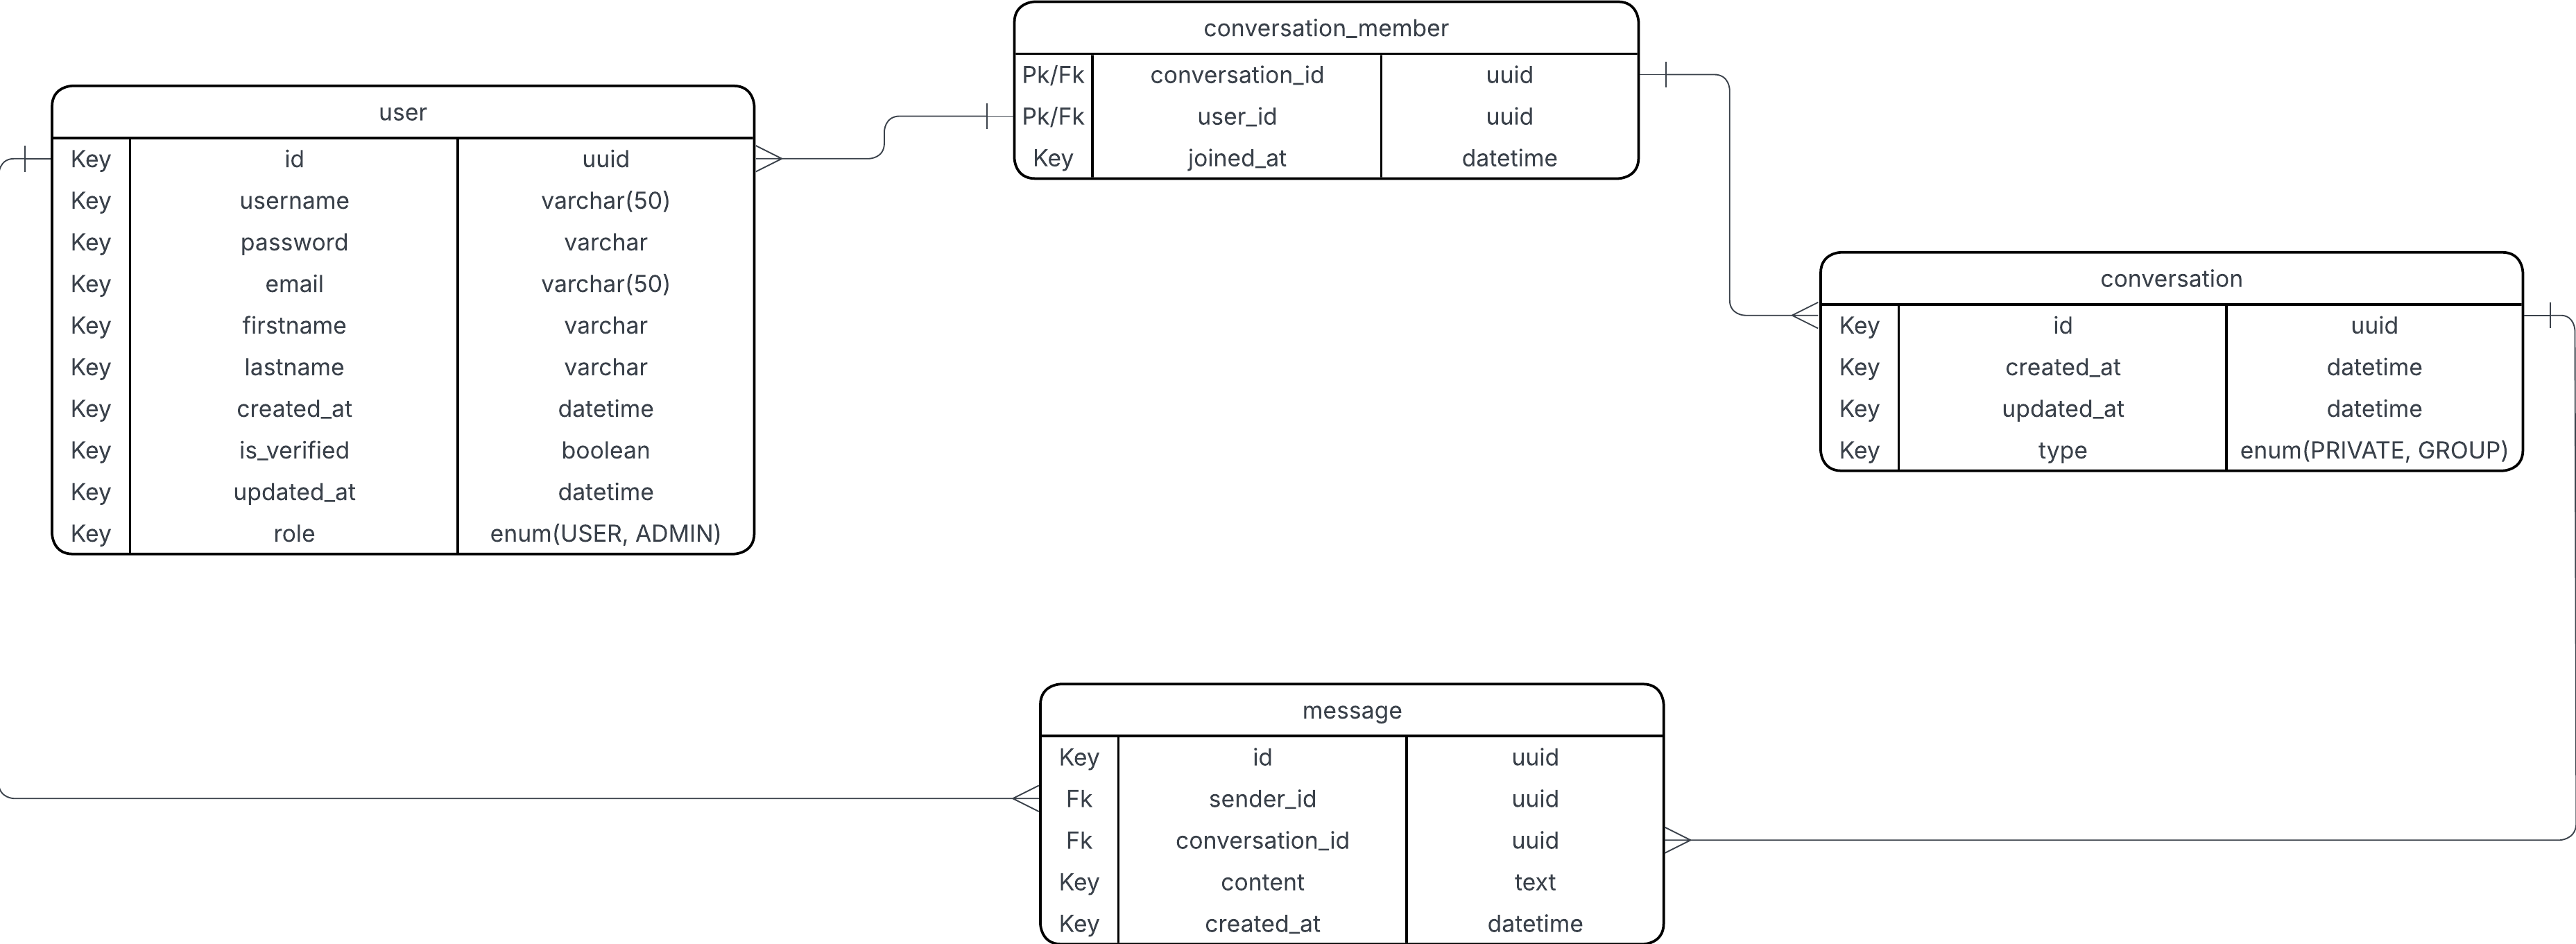 conversation_member
Pk/Fk conversation_id uuid
Pk/Fk user_id uuid
Key joined_at datetime
user
Key id uuid
Key username varchar(50)
Key password varchar
Key email varchar(50)
Key firstname varchar
Key lastname varchar
Key created_at datetime
Key is_verified boolean
Key updated_at datetime
Key role enum(USER, ADMIN)
conversation
Key id uuid
Key created_at datetime
Key updated_at datetime
Key type enum(PRIVATE, GROUP)
message
Key id uuid
Fk sender_id uuid
Fk conversation_id uuid
Key content text
Key created_at datetime